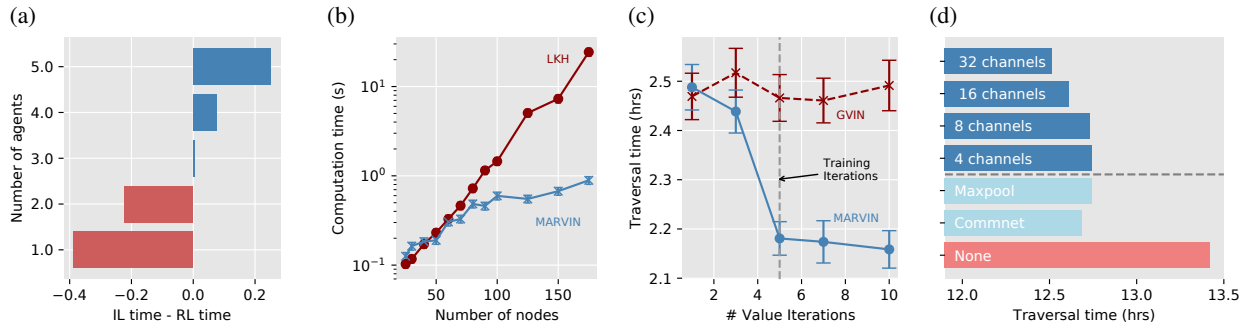 (a)
Number of agents
5.0
4.0
3.0
2.0
1.0
−0.4
−0.2
0.0
0.2
IL time - RL time
(b)
Computation time (s)
10¹
10⁰
10⁻¹
LKH
MARVIN
50
100
150
Number of nodes
(c)
Traversal time (hrs)
2.5
2.4
2.3
2.2
2.1
GVIN
Training
Iterations
MARVIN
2
4
6
8
10
# Value Iterations
(d)
32 channels
16 channels
8 channels
4 channels
Maxpool
Commnet
None
12.0
12.5
13.0
13.5
Traversal time (hrs)